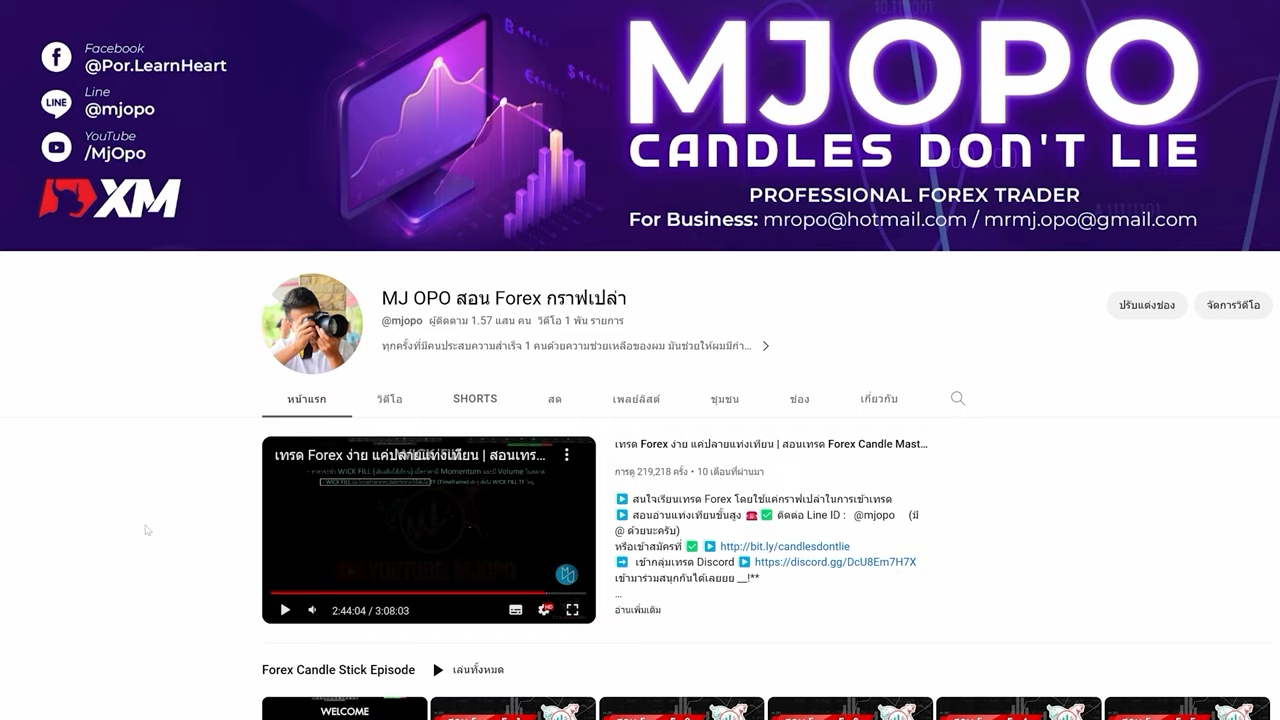 Facebook
@Por.LearnHeart
Line
LINE
@mjopo
YouTube
/MjOpo
XM
MJOPO
CANDLES DON'T LIE
PROFESSIONAL FOREX TRADER
For Business: mropo@hotmail.com / mrmj.opo@gmail.com
MJ OPO สอน Forex กราฟเปล่า
@mjopo ผู้ติดตาม 1.57 แสน คน วิดีโอ 1 พัน รายการ
ทุกครั้งที่มีคนประสบความสำเร็จ 1 คนด้วยความช่วยเหลือของผม มันช่วยให้ผมมีกำ...
ปรับแต่งช่อง
จัดการวิดีโอ
หน้าแรก วิดีโอ SHORTS สด เพลย์ลิสต์ ชุมชน ช่อง เกี่ยวกับ
เทรด Forex ง่าย แค่ปลายแท่งเทียน | สอนเทร...
2:44:04 / 3:08:03
HD
เทรด Forex ง่าย แค่ปลายแท่งเทียน | สอนเทรด Forex Candle Mast...
การดู 219,218 ครั้ง • 10 เดือนที่ผ่านมา
สนใจเรียนเทรด Forex โดยใช้แค่กราฟเปล่าในการเข้าเทรด
สอนอ่านแท่งเทียนขั้นสูง ☎️ ✅ ติดต่อ Line ID : @mjopo (มี
@ ด้วยนะครับ)
หรือเข้าสมัครที่ ✅ ▶️ http://bit.ly/candlesdontlie
➡️ เข้ากลุ่มเทรด Discord ▶️ https://discord.gg/DcU8Em7H7X
เข้ามาร่วมสนุกกันได้เลยยย __!**
...
อ่านเพิ่มเติม
Forex Candle Stick Episode
เล่นทั้งหมด
WELCOME